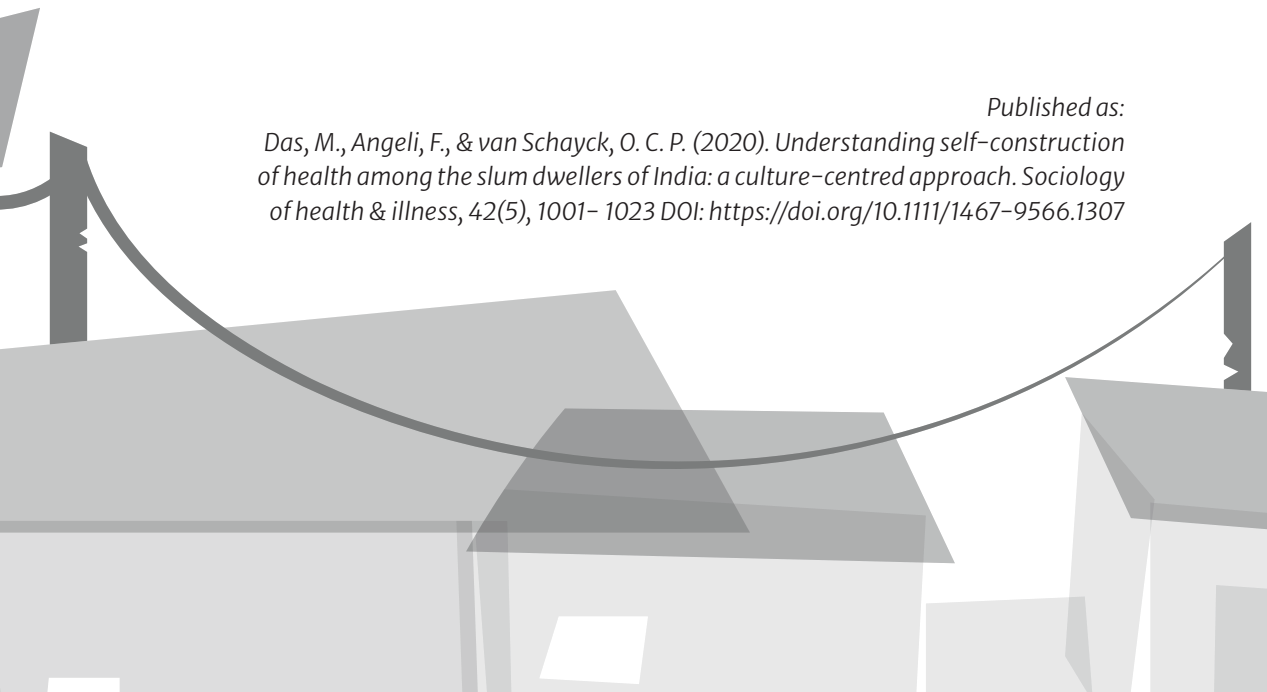 Published as:
Das, M., Angeli, F., & van Schayck, O. C. P. (2020). Understanding self-construction
of health among the slum dwellers of India: a culture-centred approach. Sociology
of health & illness, 42(5), 1001- 1023 DOI: https://doi.org/10.1111/1467-9566.1307